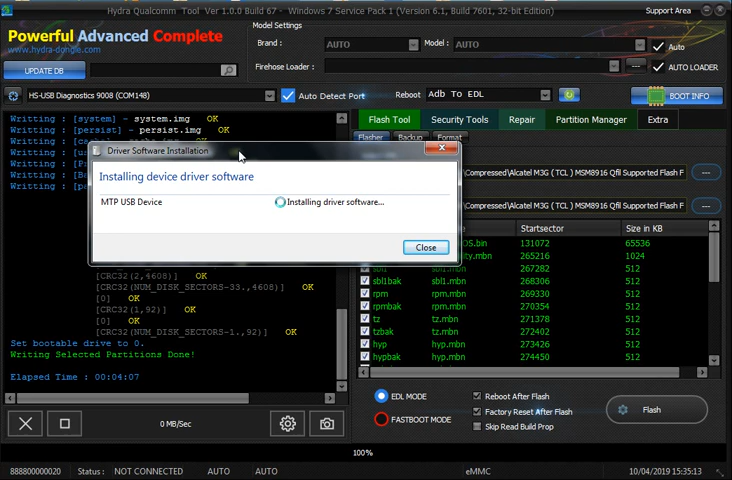 Hydra Qualcomm Tool Ver 1.0.0 Build 67 - Windows 7 Service Pack 1 (Version 6.1, Build 7601, 32-bit Edition)
Support Area
Powerful Advanced Complete
www.hydra-dongle.com
Model Settings
Brand : AUTO
Model : AUTO
Auto
UPDATE DB
Firehose Loader :
---
AUTO LOADER
HS-USB Diagnostics 9008 (COM148)
Auto Detect Port
Reboot
Adb To EDL
BOOT INFO
Writting : [system] - system.img OK
Writting : [persist] - persist.img OK
Writting :
Writting :
Writting :
Writting :
Flash Tool
Security Tools
Repair
Partition Manager
Extra
Flasher
Backup
Format
Driver Software Installation
Installing device driver software
MTP USB Device
Installing driver software...
Close
Compressed\Alcatel M3G ( TCL ) MSM8916 Qfil Supported Flash F
---
Compressed\Alcatel M3G ( TCL ) MSM8916 Qfil Supported Flash F
---
Startsector
Size in KB
OS.bin 131072 65536
ity.mbn 265216 1024
sbl1 sbl1.mbn 267282 512
sbl1bak sbl1.mbn 268306 512
rpm rpm.mbn 269330 512
rpmbak rpm.mbn 270354 512
tz tz.mbn 271378 512
tzbak tz.mbn 272402 512
hyp hyp.mbn 273426 512
hypbak hyp.mbn 274450 512
[CRC32(2,4608)] OK
[CRC32(NUM_DISK_SECTORS-33.,4608)] OK
[0] OK
[CRC32(1,92)] OK
[0] OK
[CRC32(NUM_DISK_SECTORS-1.,92)] OK
Set bootable drive to 0.
Writing Selected Partitions Done!
Elapsed Time : 00:04:07
EDL MODE
FASTBOOT MODE
Reboot After Flash
Factory Reset After Flash
Skip Read Build Prop
Flash
0 MB/Sec
100%
888800000020
Status : NOT CONNECTED
AUTO
AUTO
eMMC
10/04/2019 15:35:13